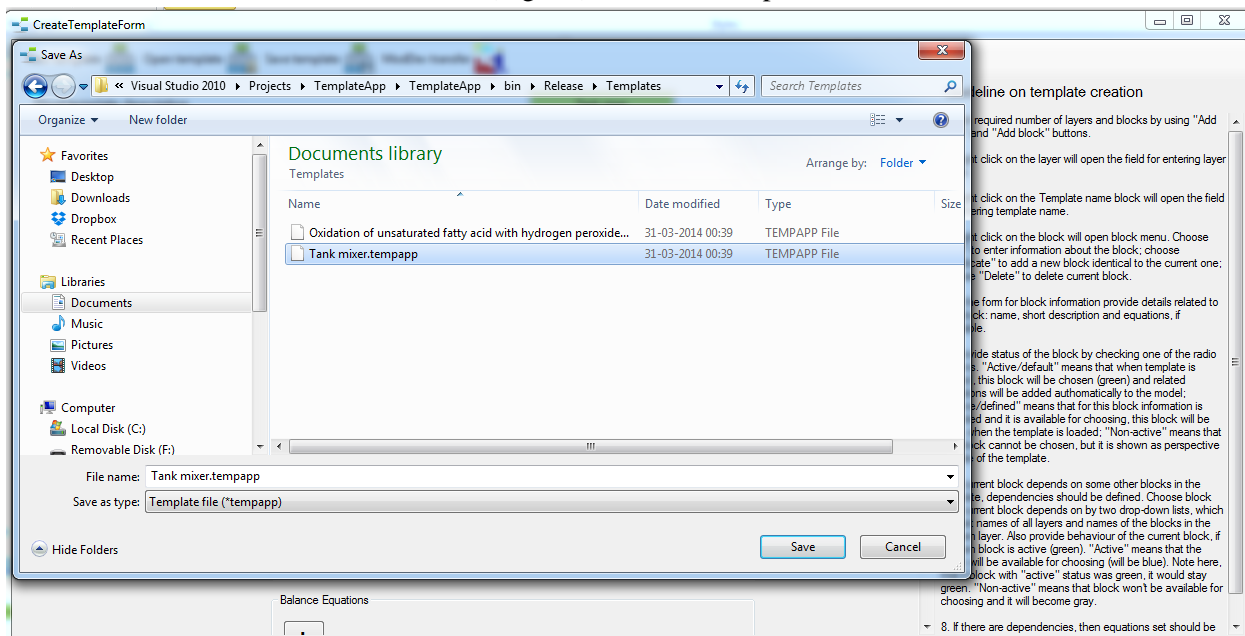 CreateTemplateForm
Save As
Open template
Save template
ModDev transfer
« Visual Studio 2010 ▸ Projects ▸ TemplateApp ▸ TemplateApp ▸ bin ▸ Release ▸ Templates
Search Templates
Organize
New folder
Favorites
Desktop
Downloads
Dropbox
Recent Places
Libraries
Documents
Music
Pictures
Videos
Computer
Local Disk (C:)
Removable Disk (F:)
Documents library
Templates
Arrange by: Folder
Name Date modified Type Size
Oxidation of unsaturated fatty acid with hydrogen peroxide... 31-03-2014 00:39 TEMPAPP File
Tank mixer.tempapp 31-03-2014 00:39 TEMPAPP File
File name: Tank mixer.tempapp
Save as type: Template file (*tempapp)
Hide Folders
Save
Cancel
Balance Equations
eline on template creation
required number of layers and blocks by using "Add
and "Add block" buttons.
t click on the layer will open the field for entering layer
t click on the Template name block will open the field
ering template name.
t click on the block will open block menu. Choose
to enter information about the block; choose
cate" to add a new block identical to the current one;
"Delete" to delete current block.
e form for block information provide details related to
ck: name, short description and equations, if
le.
vide status of the block by checking one of the radio
s. "Active/default" means that when template is
, this block will be chosen (green) and related
ons will be added authomatically to the model;
e/defined" means that for this block information is
ed and it is available for choosing, this block will be
when the template is loaded; "Non-active" means that
ck cannot be chosen, but it is shown as perspective
of the template.
rrent block depends on some other blocks in the
te, dependencies should be defined. Choose block
rrent block depends on by two drop-down lists, which
names of all layers and names of the blocks in the
layer. Also provide behaviour of the current block, if
block is active (green). "Active" means that the
will be available for choosing (will be blue). Note here,
block with "active" status was green, it would stay
green. "Non-active" means that block won't be available for
choosing and it will become gray.
8. If there are dependencies, then equations set should be